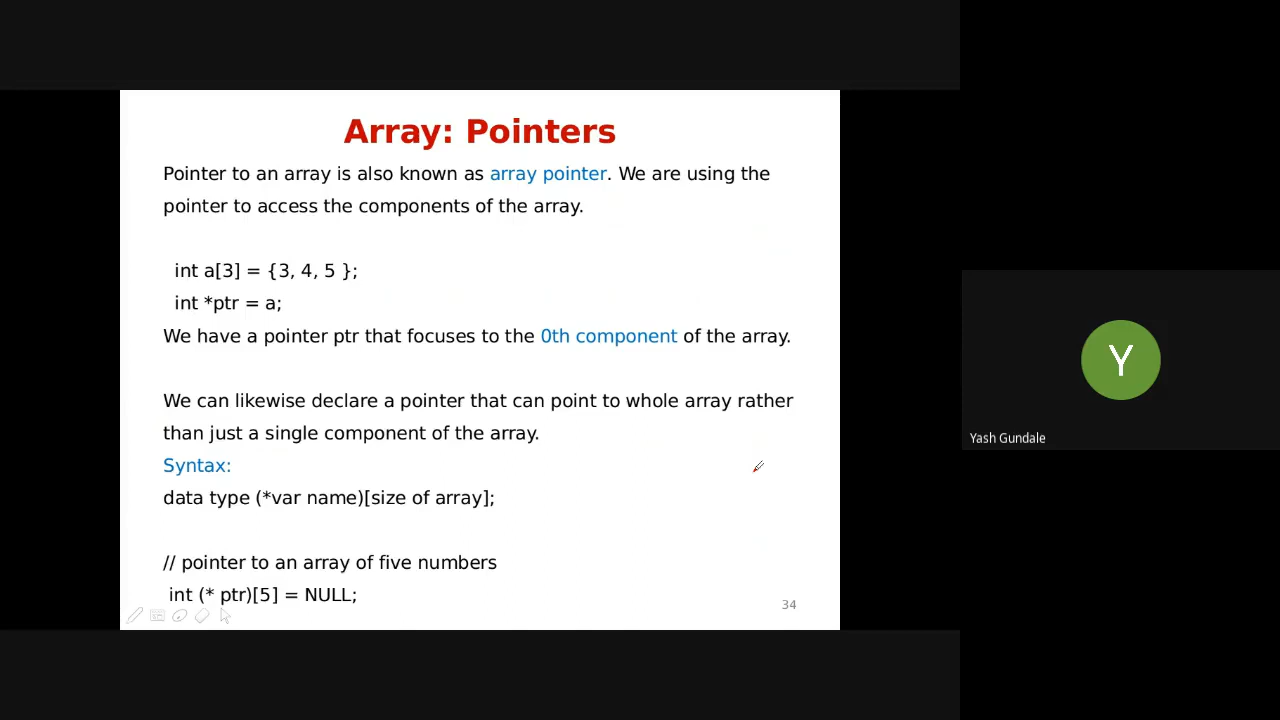 Array: Pointers
Pointer to an array is also known as array pointer. We are using the
pointer to access the components of the array.
int a[3] = {3, 4, 5 };
int *ptr = a;
We have a pointer ptr that focuses to the 0th component of the array.
We can likewise declare a pointer that can point to whole array rather
than just a single component of the array.
Syntax:
data type (*var name)[size of array];
// pointer to an array of five numbers
int (* ptr)[5] = NULL;
34
Y
Yash Gundale